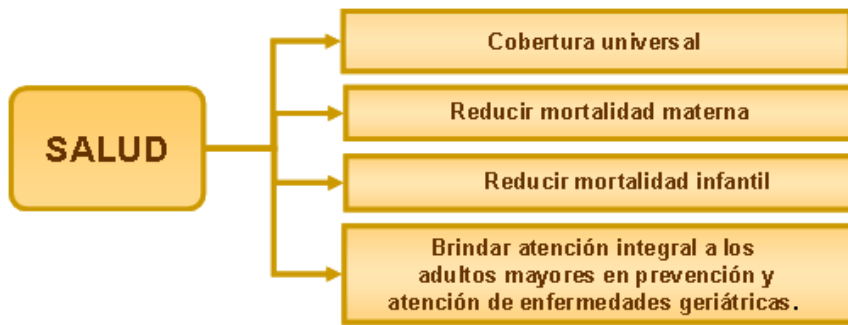 SALUD
Cobertura universal
Reducir mortalidad materna
Reducir mortalidad infantil
Brindar atención integral a los
adultos mayores en prevención y
atención de enfermedades geriátricas.